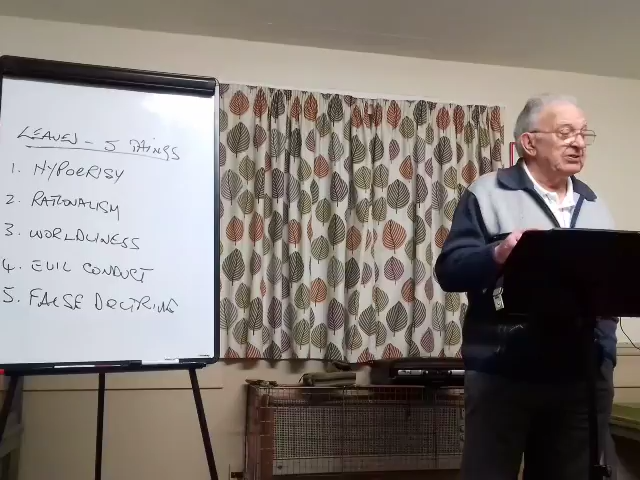 LEAVEN - 5 THINGS
1. HYPOCRISY
2. RATIONALISM
3. WORLDLINESS
4. EVIL CONDUCT
5. FALSE DOCTRINE